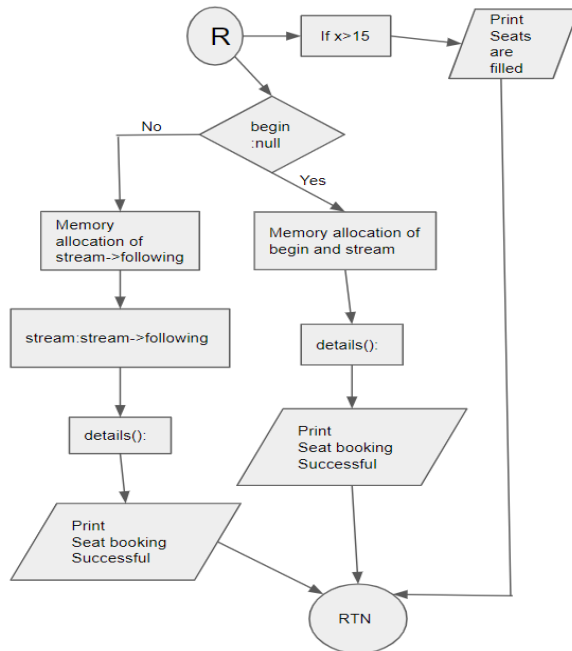 R
If x>15
Print
Seats
are
filled
begin
:null
No
Yes
Memory
allocation of
stream->following
Memory allocation of
begin and stream
stream:stream->following
details():
details():
Print
Seat booking
Successful
Print
Seat booking
Successful
RTN